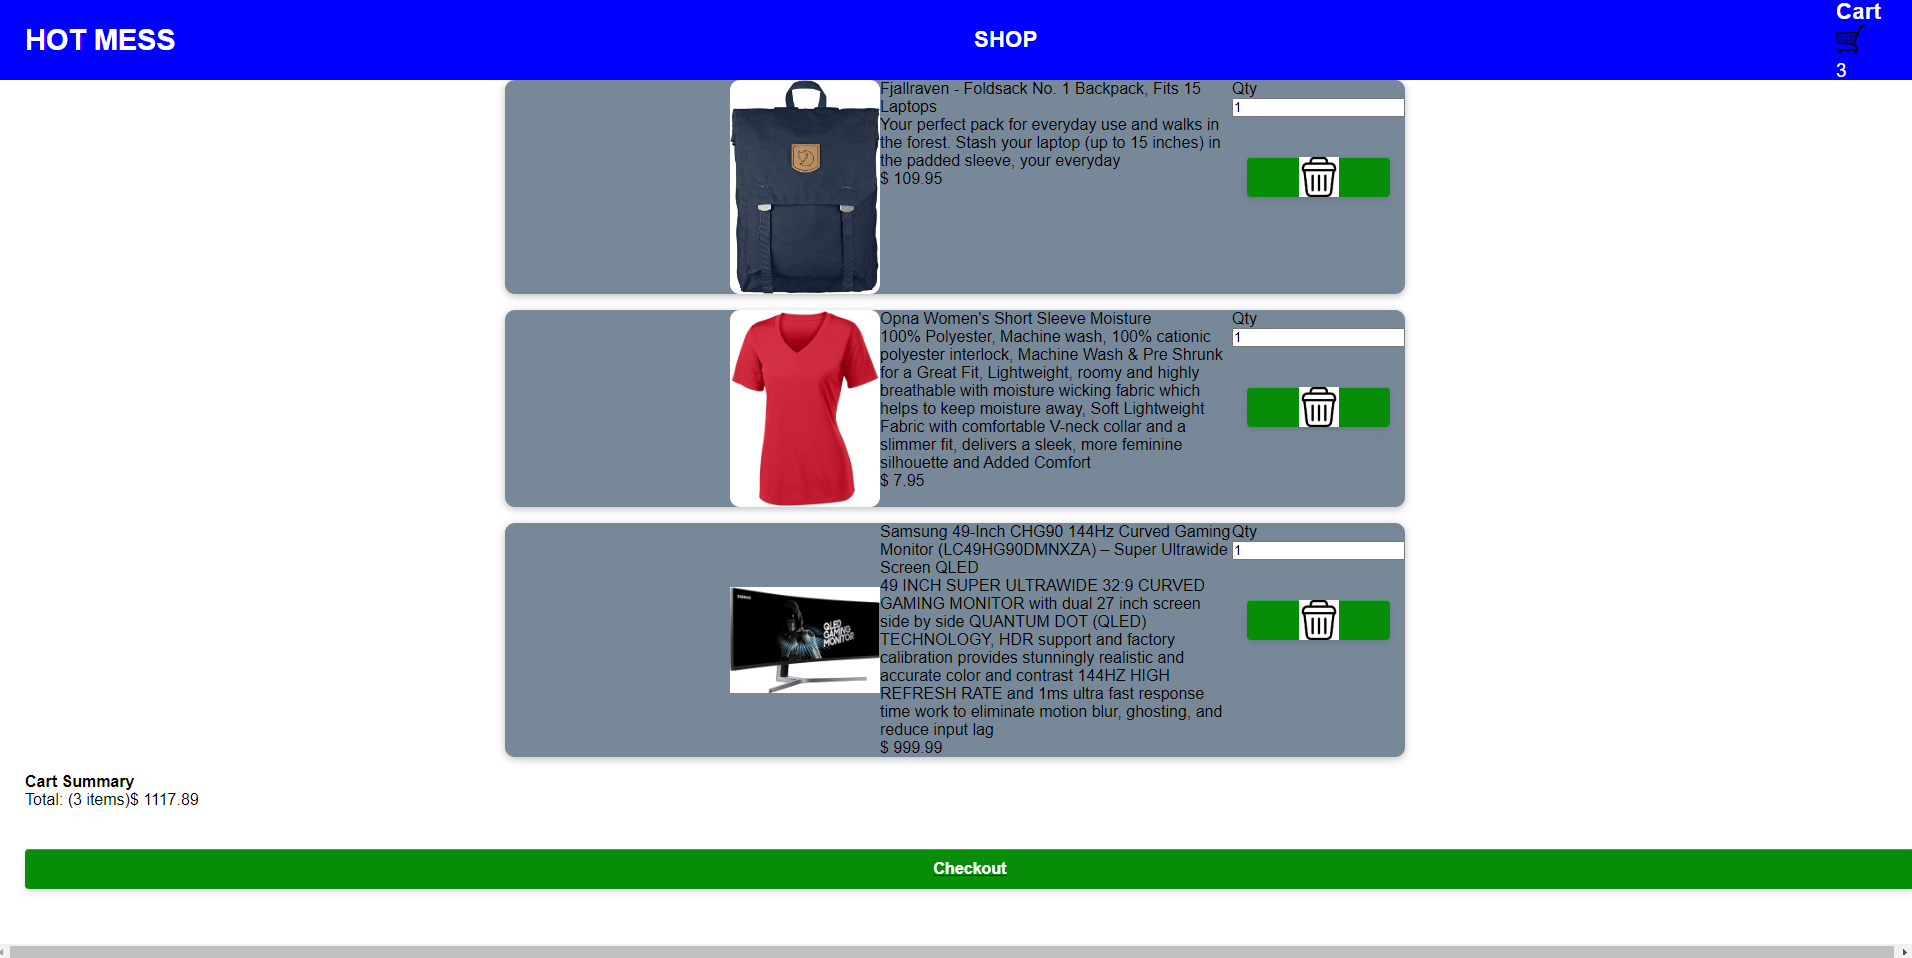 HOT MESS
SHOP
Cart
3
Fjallraven - Foldsack No. 1 Backpack, Fits 15
Laptops
Your perfect pack for everyday use and walks in
the forest. Stash your laptop (up to 15 inches) in
the padded sleeve, your everyday
$ 109.95
Qty
1
Opna Women's Short Sleeve Moisture
100% Polyester, Machine wash, 100% cationic
polyester interlock, Machine Wash & Pre Shrunk
for a Great Fit, Lightweight, roomy and highly
breathable with moisture wicking fabric which
helps to keep moisture away, Soft Lightweight
Fabric with comfortable V-neck collar and a
slimmer fit, delivers a sleek, more feminine
silhouette and Added Comfort
$ 7.95
Qty
1
SAMSUNG
QLED
GAMING
MONITOR
Samsung 49-Inch CHG90 144Hz Curved Gaming
Monitor (LC49HG90DMNXZA) – Super Ultrawide
Screen QLED
49 INCH SUPER ULTRAWIDE 32:9 CURVED
GAMING MONITOR with dual 27 inch screen
side by side QUANTUM DOT (QLED)
TECHNOLOGY, HDR support and factory
calibration provides stunningly realistic and
accurate color and contrast 144HZ HIGH
REFRESH RATE and 1ms ultra fast response
time work to eliminate motion blur, ghosting, and
reduce input lag
$ 999.99
Qty
1
Cart Summary
Total: (3 items)$ 1117.89
Checkout